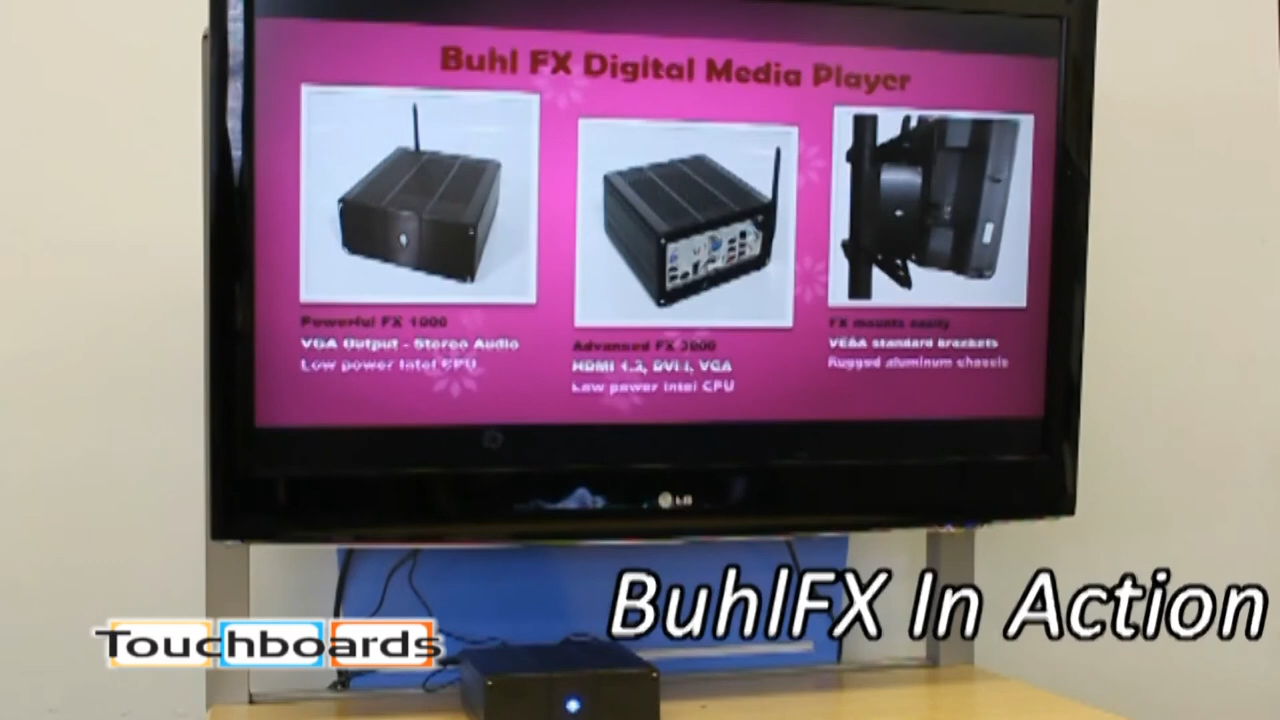 Buhl FX Digital Media Player
Powerful FX 1000
VGA Output - Stereo Audio
Low power Intel CPU
Advanced FX 3000
HDMI 1.3, DVI-I, VGA
Low power Intel CPU
FX mounts easily
VESA standard brackets
Rugged aluminum chassis
LG
BuhlFX In Action
Touchboards